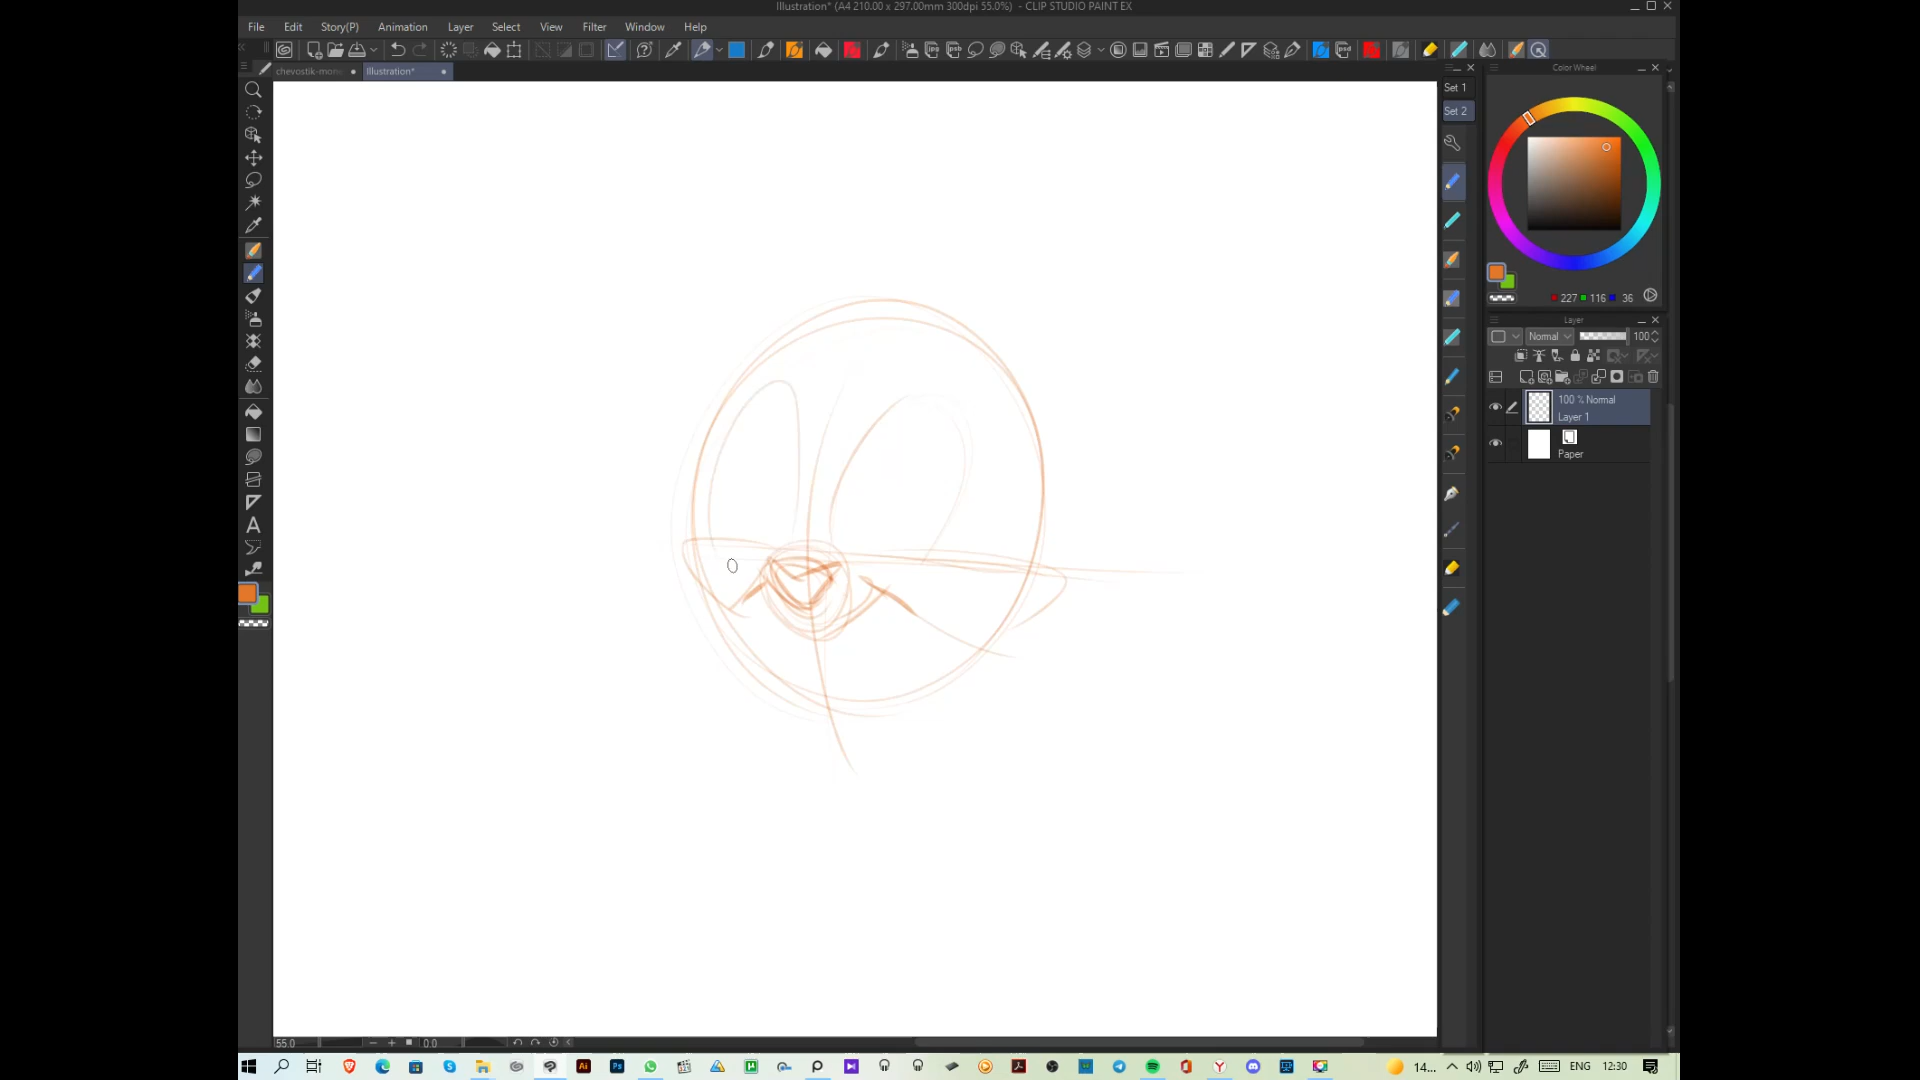 Illustration* (A4 210.00 x 297.00mm 300dpi 55.0%) - CLIP STUDIO PAINT EX
File Edit Story(P) Animation Layer Select View Filter Window Help
Illustration*
Set 1
Set 2
Color Wheel
227 116 36
Layer
Normal 100
100 % Normal
Layer 1
Paper
55.0 0.0
14... ENG 12:30